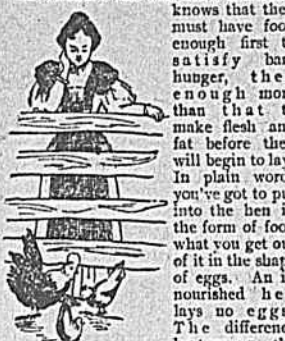 knows that the
must have foo
enough first t
satisfy bar
hunger, the
enough mor
than that t
make flesh an
fat before the
will begin to lay
In plain word
you've got to pu
into the hen i
the form of foo
what you get ou
of it in the shap
of eggs. An i
nourished he
lays no eggs
The differenc